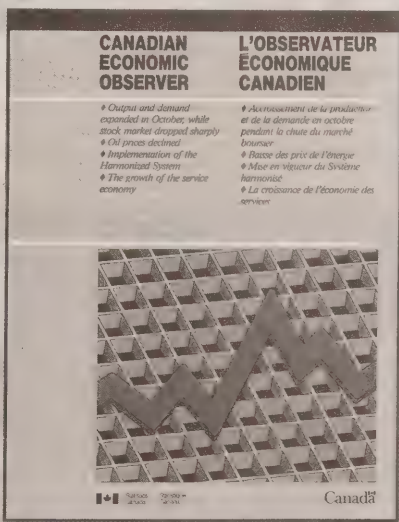 CANADIAN
ECONOMIC
OBSERVER
♦ Output and demand
expanded in October, while
stock market dropped sharply
♦ Oil prices declined
♦ Implementation of the
Harmonized System
♦ The growth of the service
economy
L'OBSERVATEUR
ÉCONOMIQUE
CANADIEN
♦ Accroissement de la production
et de la demande en octobre
pendant la chute du marché
boursier
♦ Baisse des prix de l'énergie
♦ Mise en vigueur du Système
harmonisé
♦ La croissance de l'économie des
services
Canada